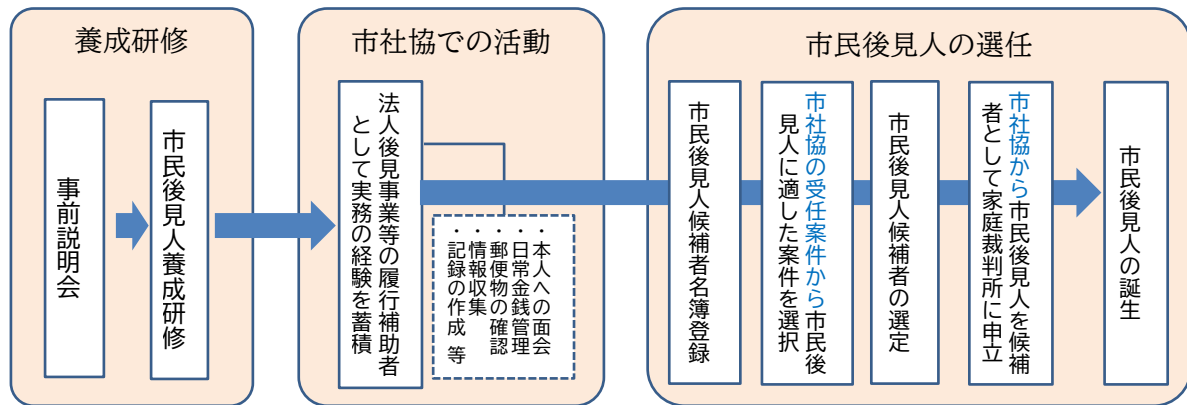 養成研修
事前説明会
市民後見人養成研修
市社協での活動
法人後見事業等の履行補助者
として実務の経験を蓄積
・本人への面会
・日常金銭管理
・郵便物の確認
・情報収集
・記録の作成 等
市民後見人の選任
市民後見人候補者名簿登録
市社協の受任案件から市民後
見人に適した案件を選択
市民後見人候補者の選定
市社協から市民後見人を候補
者として家庭裁判所に申立
市民後見人の誕生